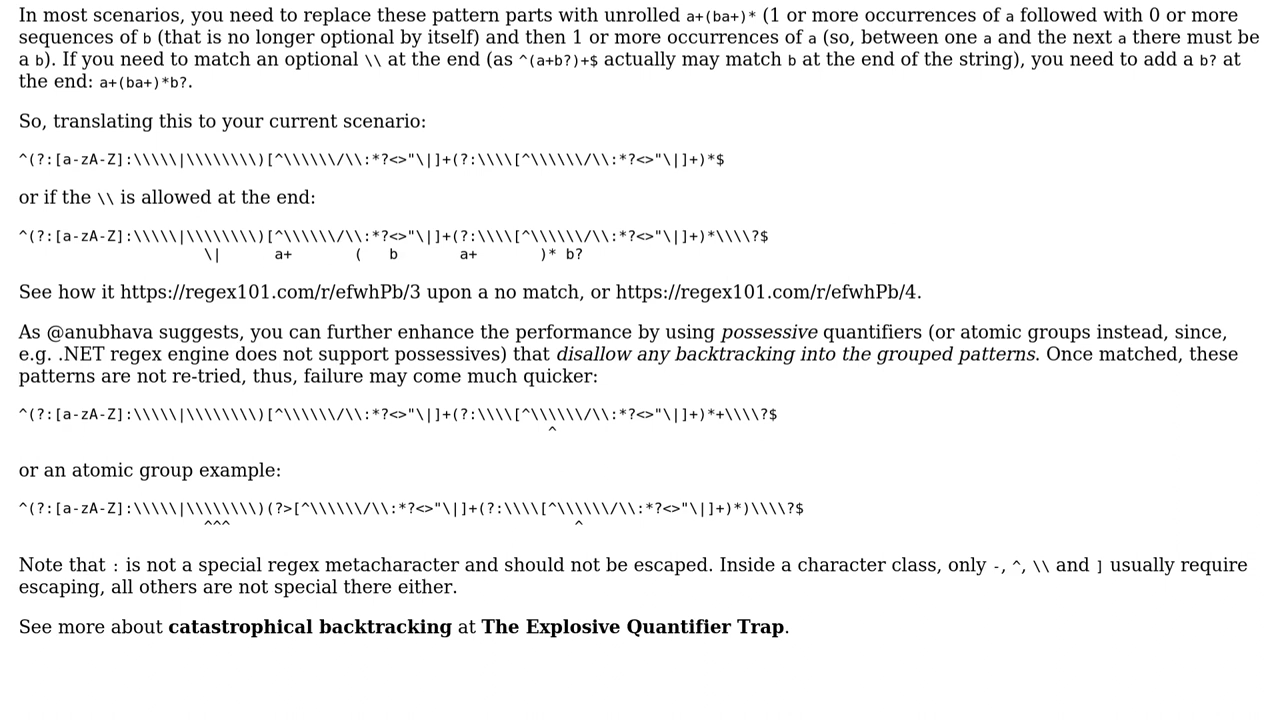 In most scenarios, you need to replace these pattern parts with unrolled a+(ba+)* (1 or more occurrences of a followed with 0 or more
sequences of b (that is no longer optional by itself) and then 1 or more occurrences of a (so, between one a and the next a there must be
a b). If you need to match an optional \\ at the end (as ^(a+b?)+$ actually may match b at the end of the string), you need to add a b? at
the end: a+(ba+)*b?.
So, translating this to your current scenario:
^(?:[a-zA-Z]:\\\\\|\\\\\\\\)[^\\\\\\/\\:*?<>"\|]+(?:\\\\[^\\\\\\/\\:*?<>"\|]+)*$
or if the \\ is allowed at the end:
^(?:[a-zA-Z]:\\\\\|\\\\\\\\)[^\\\\\\/\\:*?<>"\|]+(?:\\\\[^\\\\\\/\\:*?<>"\|]+)*\\\\?$
\| a+ ( b a+ )* b?
See how it https://regex101.com/r/efwhPb/3 upon a no match, or https://regex101.com/r/efwhPb/4.
As @anubhava suggests, you can further enhance the performance by using possessive quantifiers (or atomic groups instead, since,
e.g. .NET regex engine does not support possessives) that disallow any backtracking into the grouped patterns. Once matched, these
patterns are not re-tried, thus, failure may come much quicker:
^(?:[a-zA-Z]:\\\\\|\\\\\\\\)[^\\\\\\/\\:*?<>"\|]+(?:\\\\[^\\\\\\/\\:*?<>"\|]+)*+\\\\?$
^
or an atomic group example:
^(?:[a-zA-Z]:\\\\\|\\\\\\\\)(?>[^\\\\\\/\\:*?<>"\|]+(?:\\\\[^\\\\\\/\\:*?<>"\|]+)*)\\\\?$
^^^ ^
Note that : is not a special regex metacharacter and should not be escaped. Inside a character class, only -, ^, \\ and ] usually require
escaping, all others are not special there either.
See more about catastrophical backtracking at The Explosive Quantifier Trap.